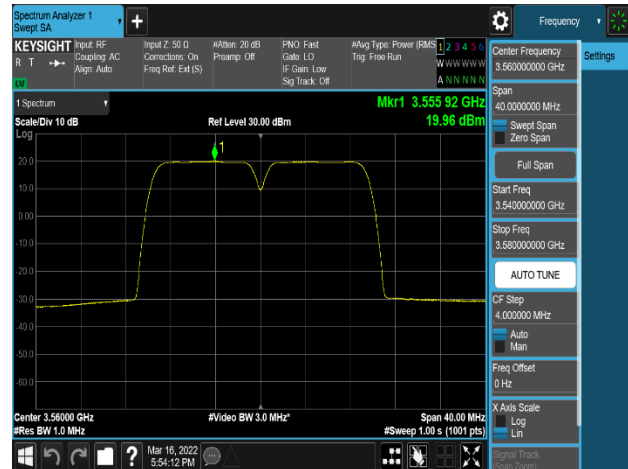 Spectrum Analyzer 1
Swept SA
Frequency
KEYSIGHT
R T
Input: RF
Coupling: AC
Align: Auto
Input Z: 50 Ω
Corrections: On
Freq Ref: Ext (S)
#Atten: 20 dB
Preamp: Off
PNO: Fast
Gate: LO
IF Gain: Low
Sig Track: Off
#Avg Type: Power (RMS
Trig: Free Run
1 2 3 4 5 6
W W W W W W
A N N N N N
Settings
Center Frequency
3.560000000 GHz
Span
40.0000000 MHz
Swept Span
Zero Span
Full Span
Start Freq
3.540000000 GHz
Stop Freq
3.580000000 GHz
AUTO TUNE
CF Step
4.000000 MHz
Auto
Man
Freq Offset
0 Hz
X Axis Scale
Log
Lin
Signal Track
(Span Zoom)
1 Spectrum
Scale/Div 10 dB
Log
Ref Level 30.00 dBm
Mkr1 3.555 92 GHz
19.96 dBm
1
20.0
10.0
0.00
-10.0
-20.0
-30.0
-40.0
-50.0
-60.0
Center 3.56000 GHz
#Res BW 1.0 MHz
#Video BW 3.0 MHz*
Span 40.00 MHz
#Sweep 1.00 s (1001 pts)
?
Mar 16, 2022
5:54:12 PM